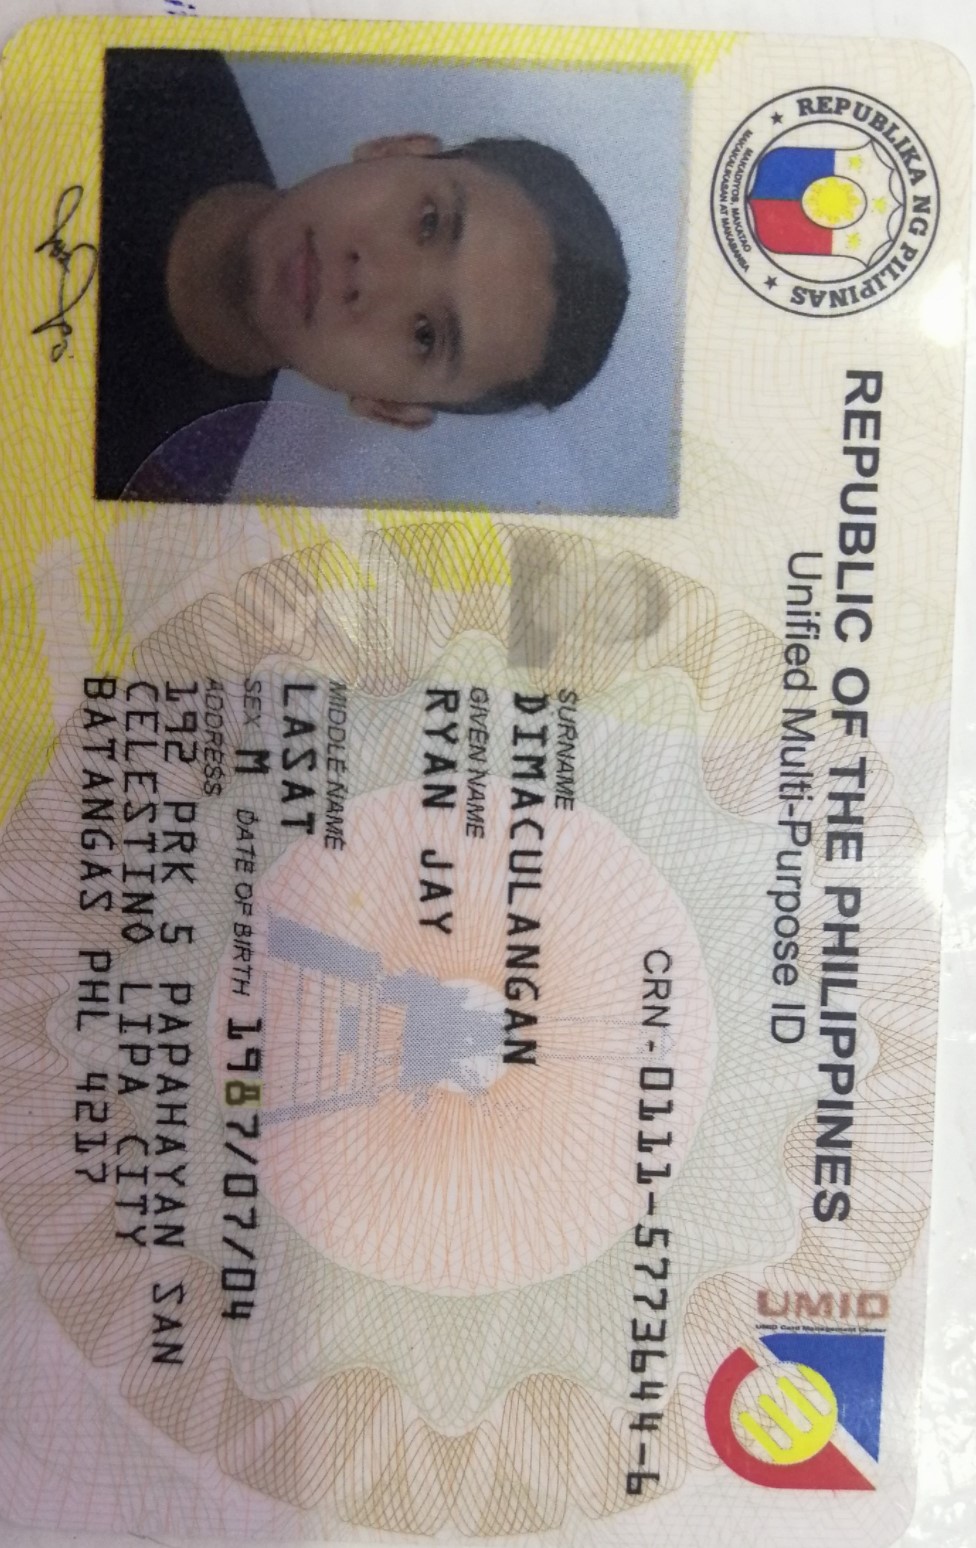 REPUBLIKA NG PILIPINAS
MAKADIYOS, MAKATAO
MAKAKALIKASAN AT MAKABANSA
REPUBLIC OF THE PHILIPPINES
Unified Multi-Purpose ID
UMID
UMID Card Management Center
CRN - 0111-5773644-6
SURNAME
DIMACULANGAN
GIVEN NAME
RYAN JAY
MIDDLE NAME
LASAT
SEX M DATE OF BIRTH 1987/07/04
ADDRESS
192 PRK 5 PAPAHAYAN SAN
CELESTINO LIPA CITY
BATANGAS PHL 4217